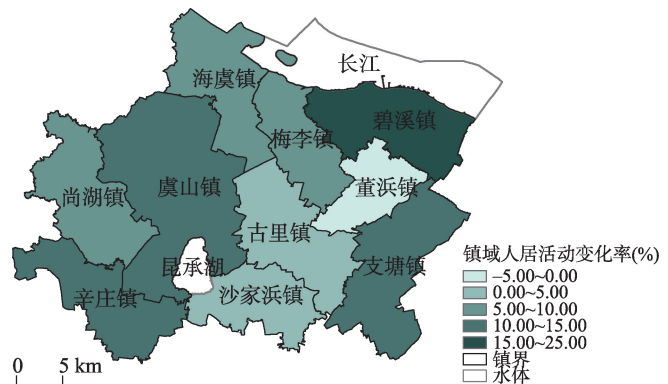 长江
海虞镇
碧溪镇
梅李镇
董浜镇
尚湖镇
虞山镇
古里镇
昆承湖
支塘镇
沙家浜镇
辛庄镇
镇域人居活动变化率(%)
–5.00~0.00
0.00~5.00
5.00~10.00
10.00~15.00
15.00~25.00
镇界
水体
0 5 km